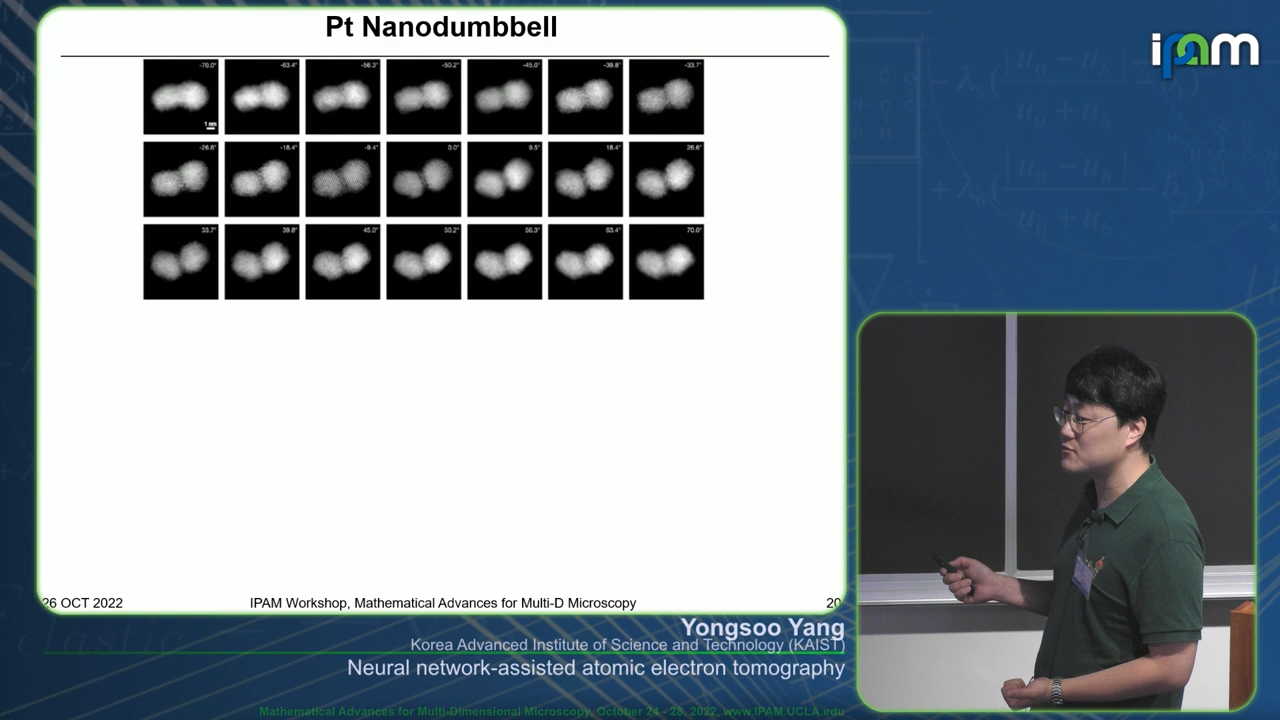 Pt Nanodumbbell
ipam
-70.0° -63.4° -56.3° -50.2° -45.0° -39.8° -33.7°
1 nm
-26.6° -18.4° -9.4° 0.0° 9.5° 18.4° 26.6°
33.7° 39.8° 45.0° 50.2° 56.3° 63.4° 70.0°
26 OCT 2022 IPAM Workshop, Mathematical Advances for Multi-D Microscopy 20
Yongsoo Yang
Korea Advanced Institute of Science and Technology (KAIST)
Neural network-assisted atomic electron tomography
Mathematical Advances for Multi-Dimensional Microscopy, October 24 - 28, 2022, www.IPAM.UCLA.edu